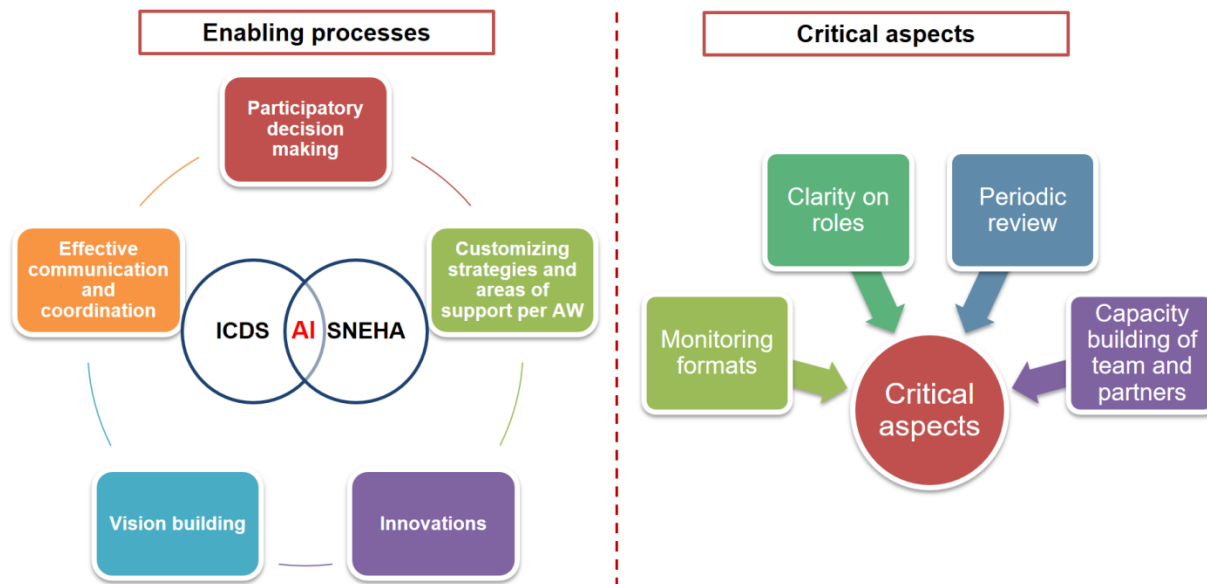 Enabling processes
Participatory
decision
making
Effective
communication
and
coordination
Customizing
strategies and
areas of
support per AW
ICDS
AI
SNEHA
Vision building
Innovations
Critical aspects
Clarity on
roles
Periodic
review
Monitoring
formats
Capacity
building of
team and
partners
Critical
aspects